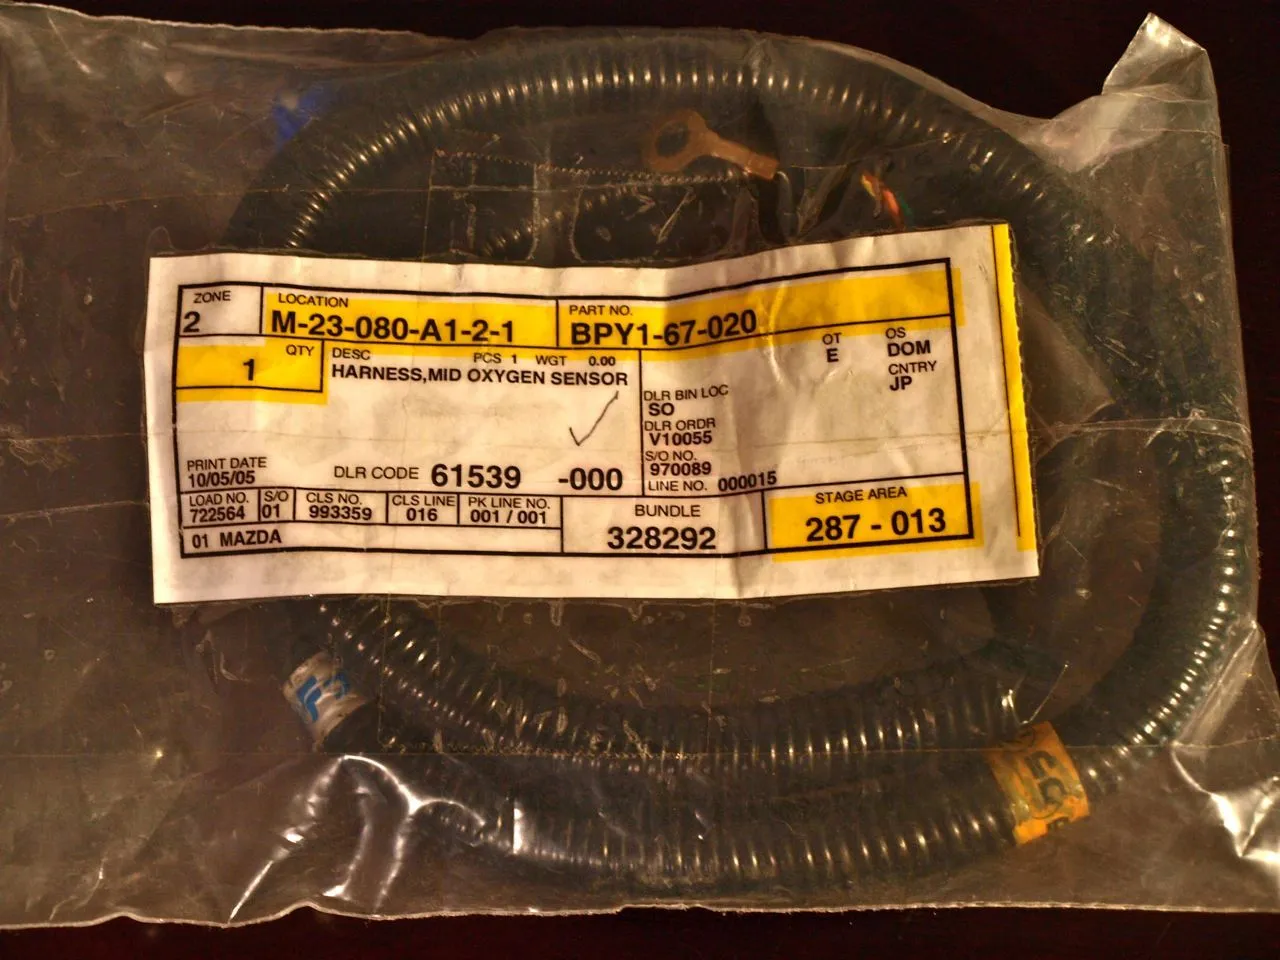 ZONE
2
LOCATION
M-23-080-A1-2-1
PART NO.
BPY1-67-020
QTY
1
DESC PCS 1 WGT 0.00
HARNESS,MID OXYGEN SENSOR
OT
E
OS
DOM
CNTRY
JP
DLR BIN LOC
SO
DLR ORDR
V10055
S/O NO.
970089
LINE NO. 000015
PRINT DATE
10/05/05
DLR CODE 61539 -000
LOAD NO.
722564
S/O
01
CLS NO.
993359
CLS LINE
016
PK LINE NO.
001 / 001
01 MAZDA
BUNDLE
328292
STAGE AREA
287 - 013